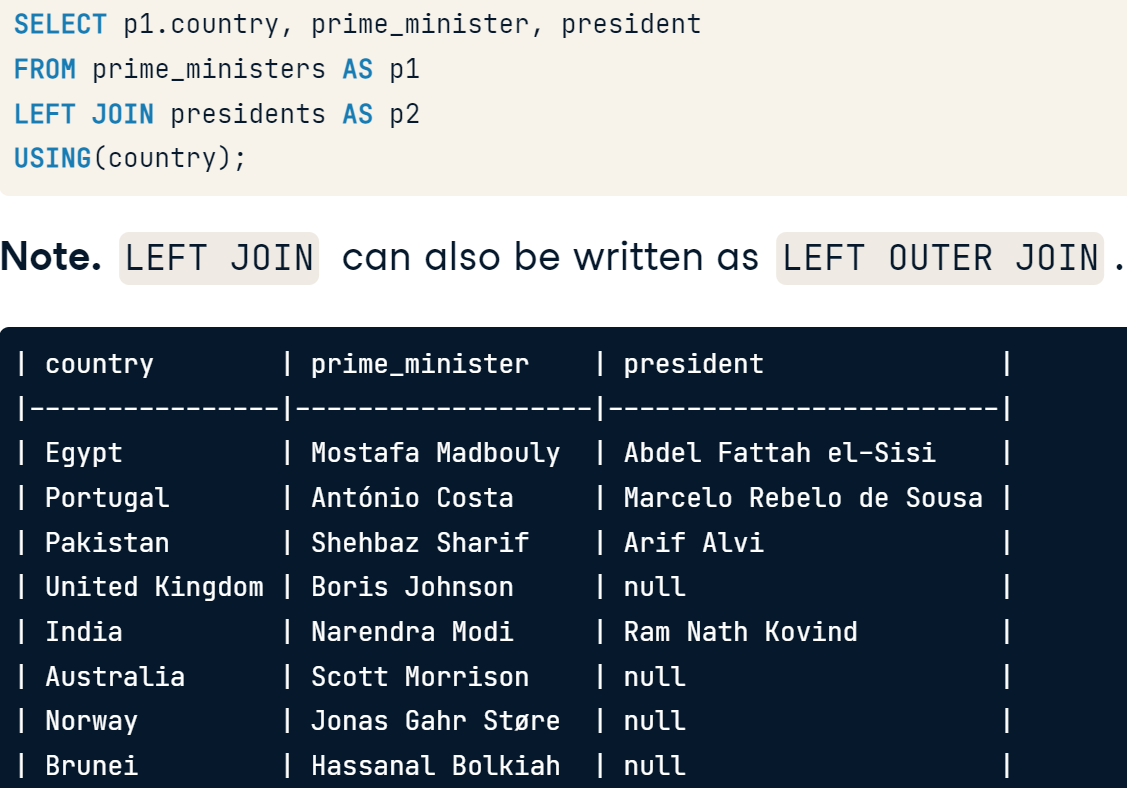 SELECT p1.country, prime_minister, president
FROM prime_ministers AS p1
LEFT JOIN presidents AS p2
USING(country);
Note. LEFT JOIN can also be written as LEFT OUTER JOIN .
| country        | prime_minister    | president               |
|----------------|-------------------|-------------------------|
| Egypt          | Mostafa Madbouly  | Abdel Fattah el-Sisi    |
| Portugal       | António Costa     | Marcelo Rebelo de Sousa |
| Pakistan       | Shehbaz Sharif    | Arif Alvi               |
| United Kingdom | Boris Johnson     | null                    |
| India          | Narendra Modi     | Ram Nath Kovind         |
| Australia      | Scott Morrison    | null                    |
| Norway         | Jonas Gahr Støre  | null                    |
| Brunei         | Hassanal Bolkiah  | null                    |